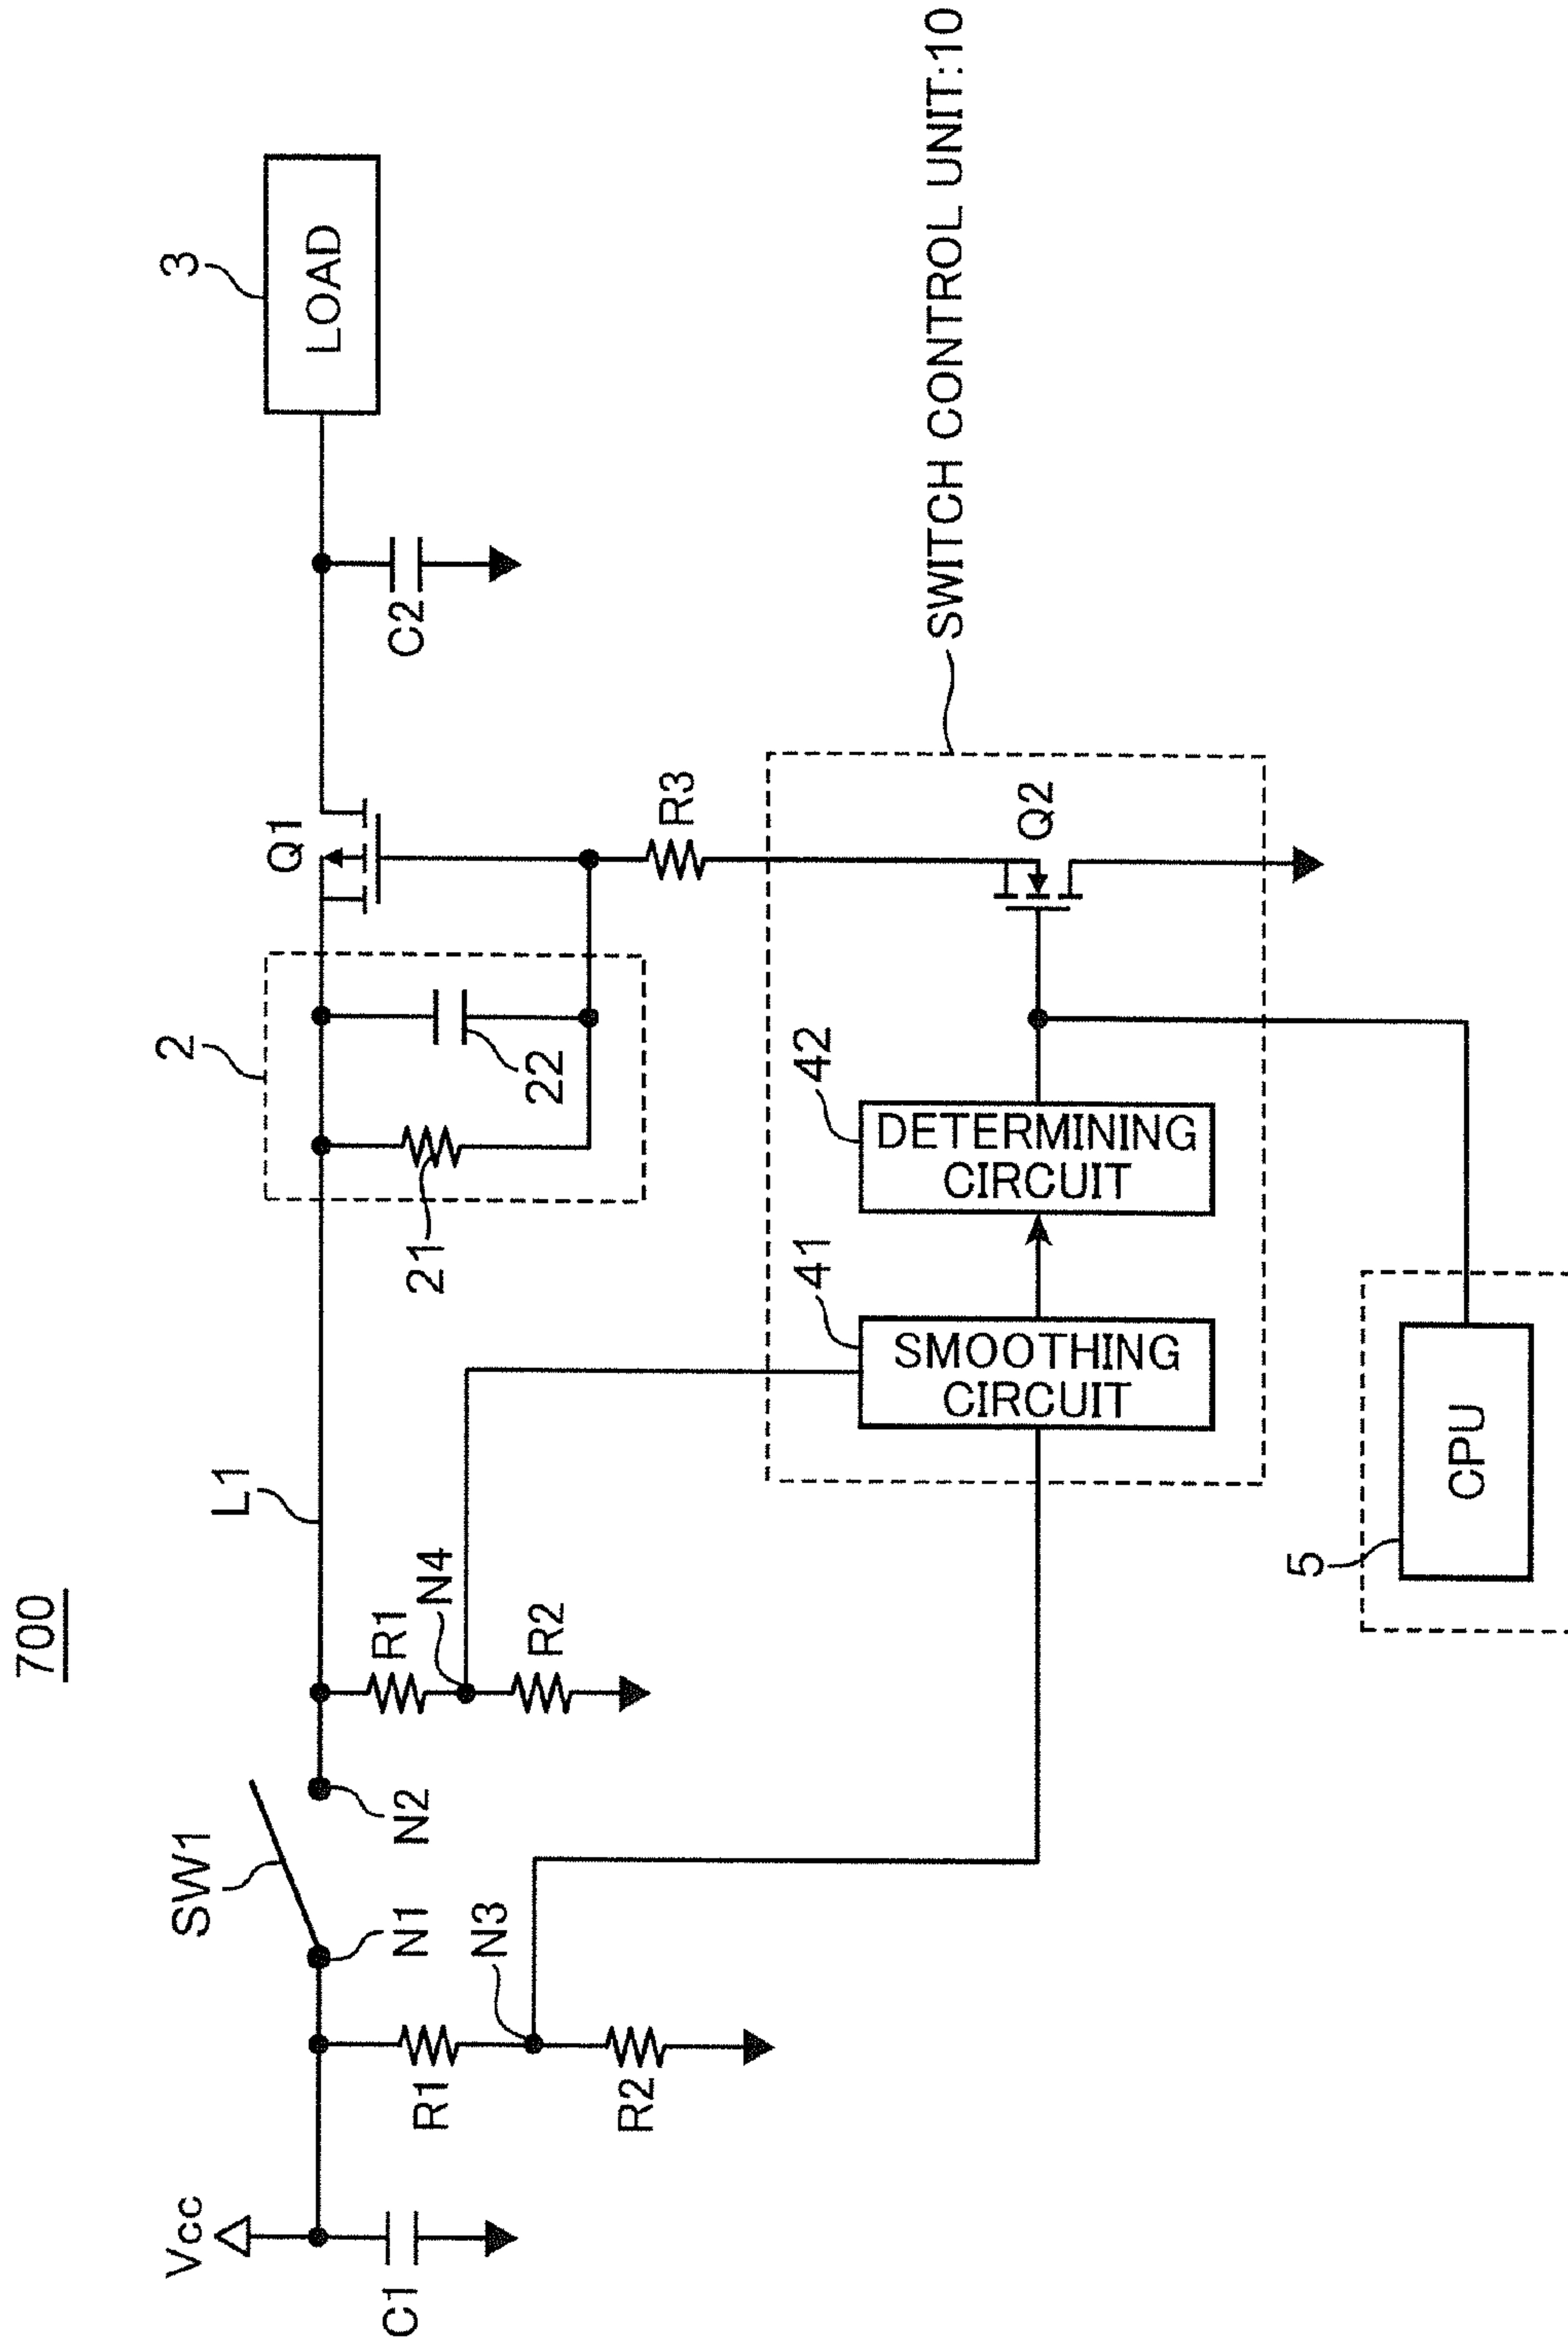 700
Vcc
C1
R1
R2
N3
N1
SW1
N2
R1
N4
R2
L1
2
21
22
Q1
R3
C2
3
LOAD
SWITCH CONTROL UNIT:10
41
SMOOTHING
CIRCUIT
42
DETERMINING
CIRCUIT
Q2
5
CPU